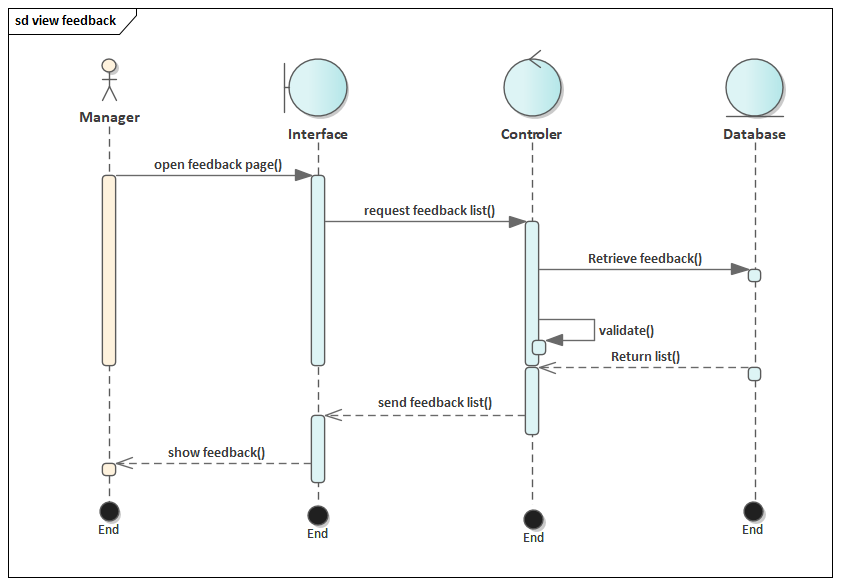 sd view feedback
Manager
Interface
Controler
Database
open feedback page()
request feedback list()
Retrieve feedback()
validate()
Return list()
send feedback list()
show feedback()
End
End
End
End